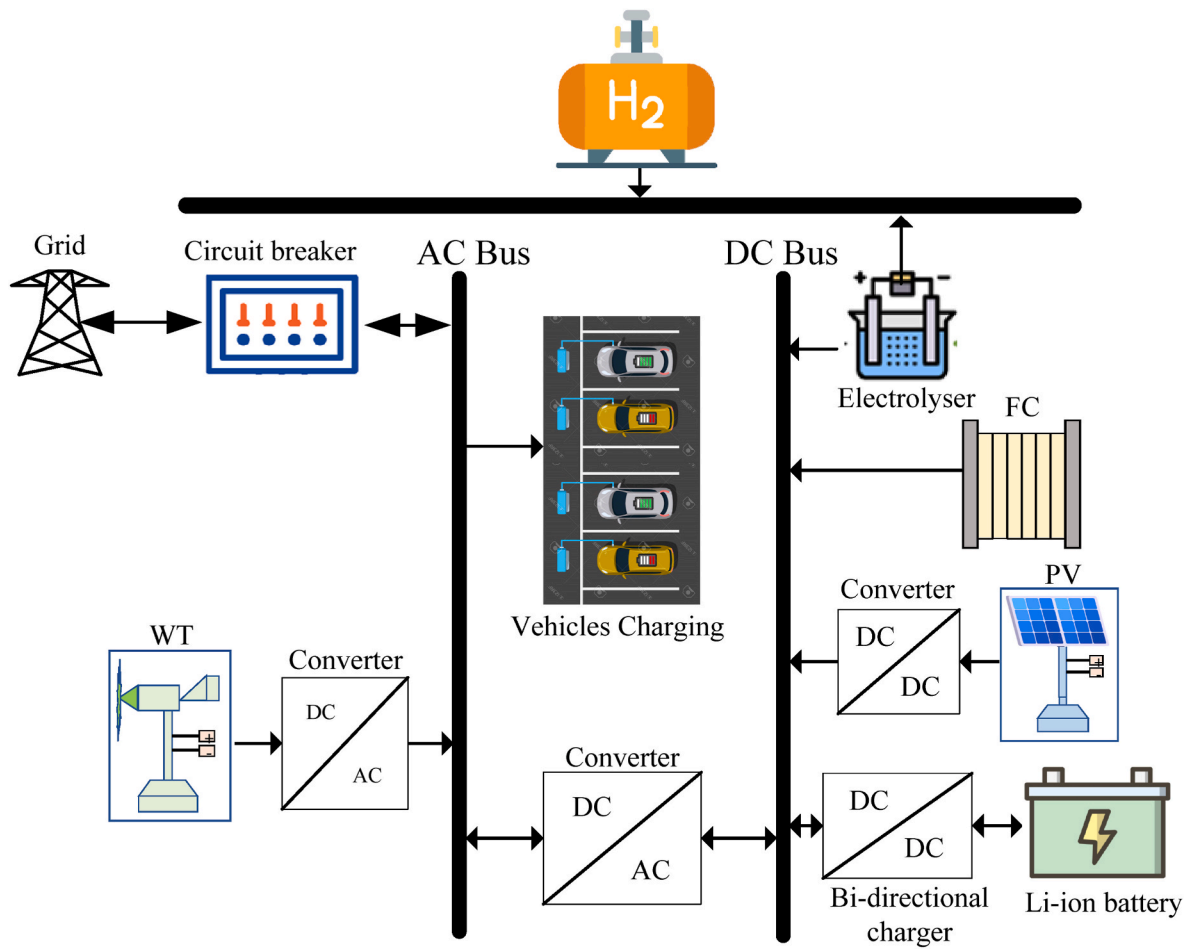 H2
Grid
Circuit breaker
AC Bus
DC Bus
+
−
Electrolyser
FC
Vehicles Charging
Converter
DC
DC
PV
+
-
WT
+
-
Converter
DC
AC
Converter
DC
AC
DC
DC
Bi-directional
charger
Li-ion battery